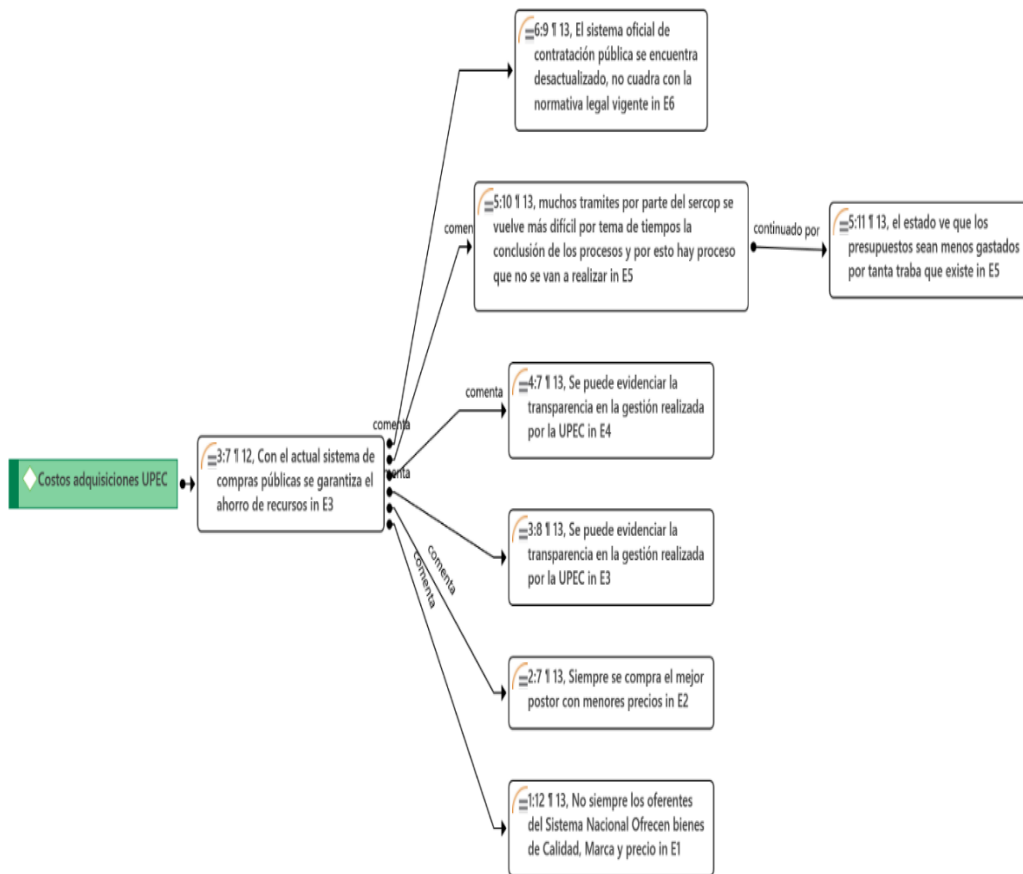 6:9 ¶ 13, El sistema oficial de
contratación pública se encuentra
desactualizado, no cuadra con la
normativa legal vigente in E6
5:10 ¶ 13, muchos tramites por parte del sercop se
vuelve más difícil por tema de tiempos la
conclusión de los procesos y por esto hay proceso
que no se van a realizar in E5
comen
continuado por
5:11 ¶ 13, el estado ve que los
presupuestos sean menos gastados
por tanta traba que existe in E5
4:7 ¶ 13, Se puede evidenciar la
transparencia en la gestión realizada
por la UPEC in E4
comenta
comenta
Costos adquisiciones UPEC
3:7 ¶ 12, Con el actual sistema de
compras públicas se garantiza el
ahorro de recursos in E3
enta
3:8 ¶ 13, Se puede evidenciar la
transparencia en la gestión realizada
por la UPEC in E3
comenta
comenta
2:7 ¶ 13, Siempre se compra el mejor
postor con menores precios in E2
1:12 ¶ 13, No siempre los oferentes
del Sistema Nacional Ofrecen bienes
de Calidad, Marca y precio in E1